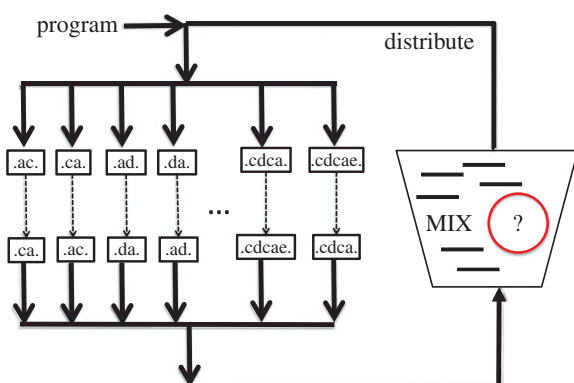 program
distribute
.ac. .ca. .ad. .da. .cdca. .cdcae.
...
.ca. .ac. .da. .ad. .cdcae. .cdca.
MIX ?